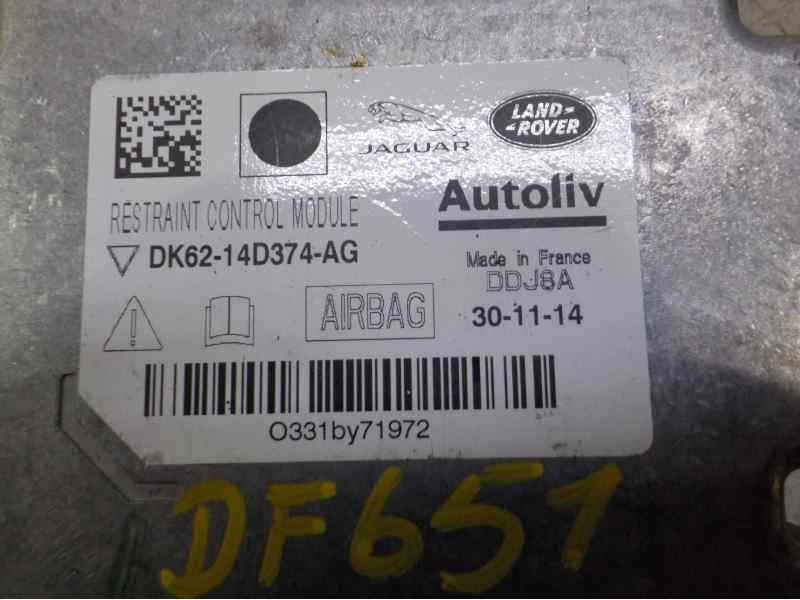 JAGUAR
LAND-
-ROVER
Autoliv
RESTRAINT CONTROL MODULE
DK62-14D374-AG
Made in France
DDJ8A
AIRBAG
30-11-14
O331by71972
DF651